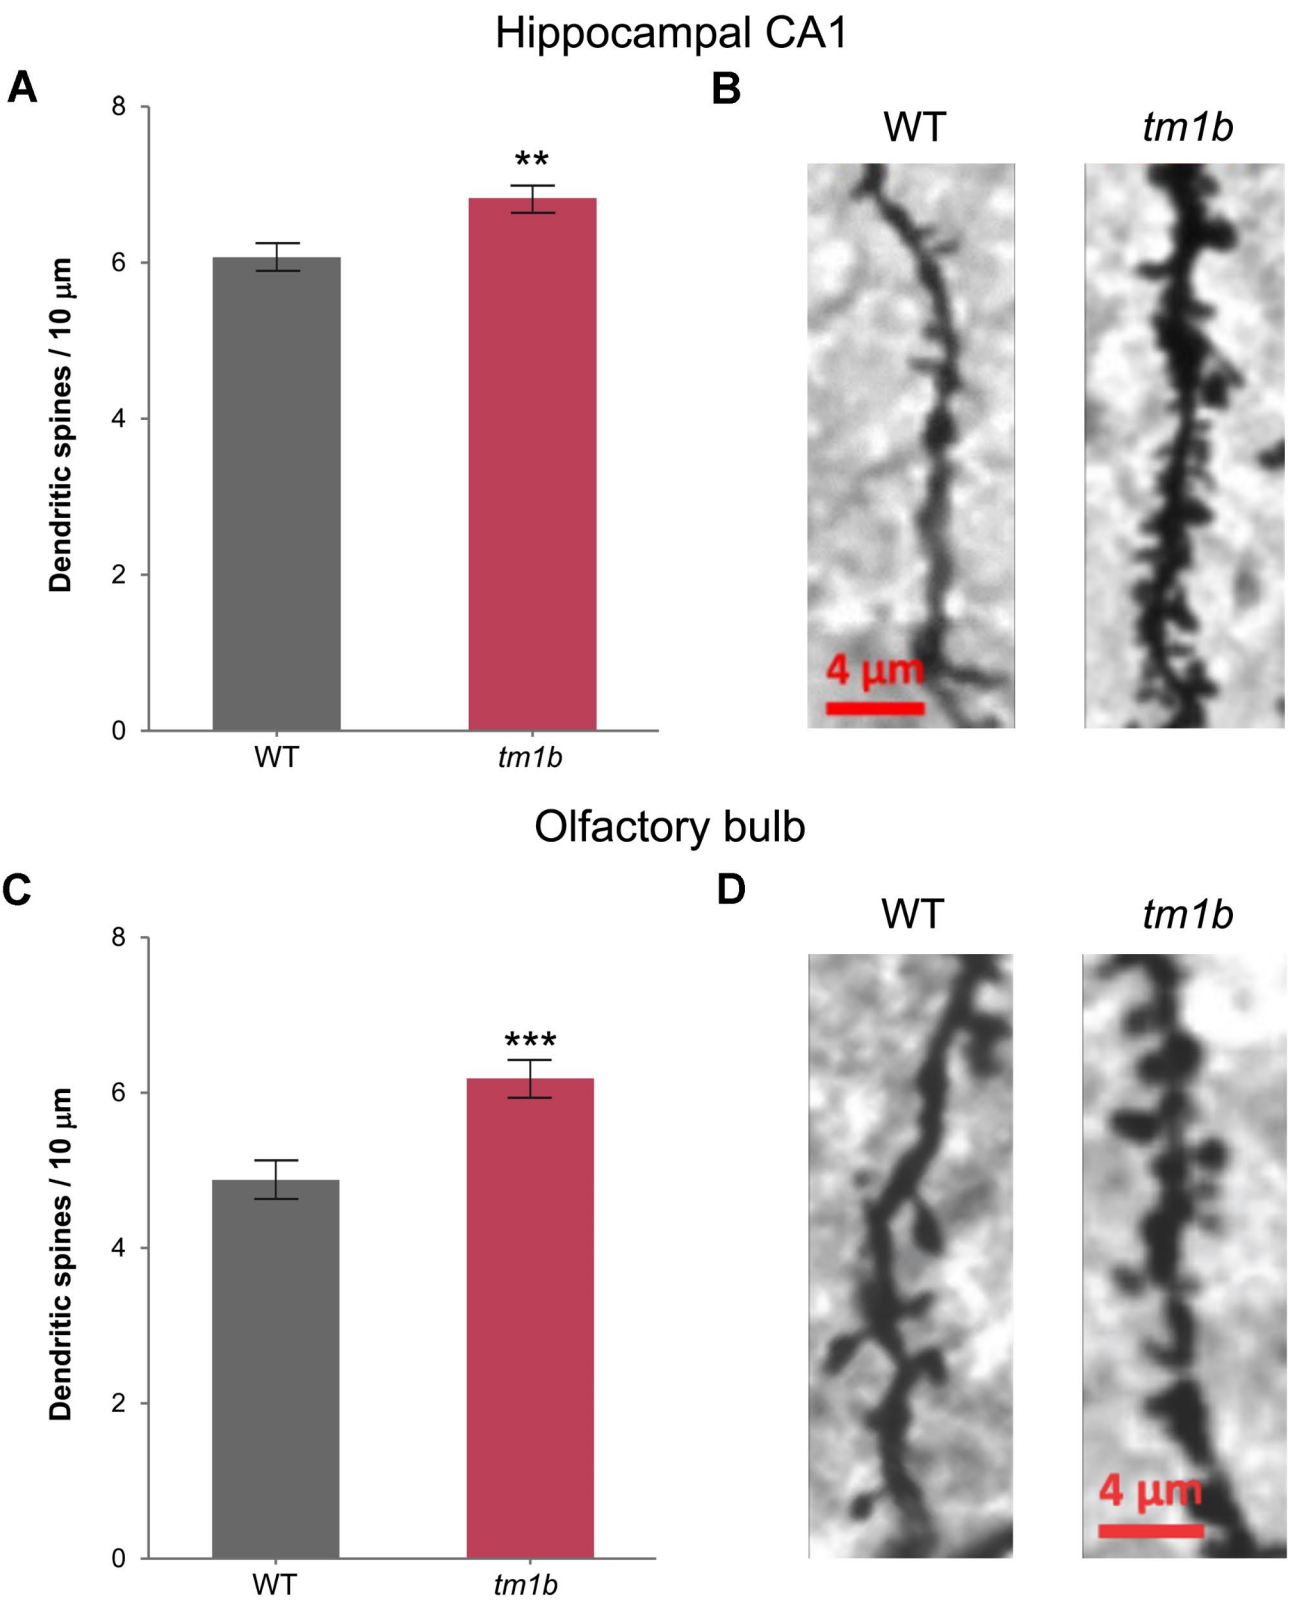 Hippocampal CA1
A
8
6
4
2
0
Dendritic spines / 10 µm
**
WT
tm1b
B
WT
tm1b
4 µm
Olfactory bulb
C
8
6
4
2
0
Dendritic spines / 10 µm
***
WT
tm1b
D
WT
tm1b
4 µm